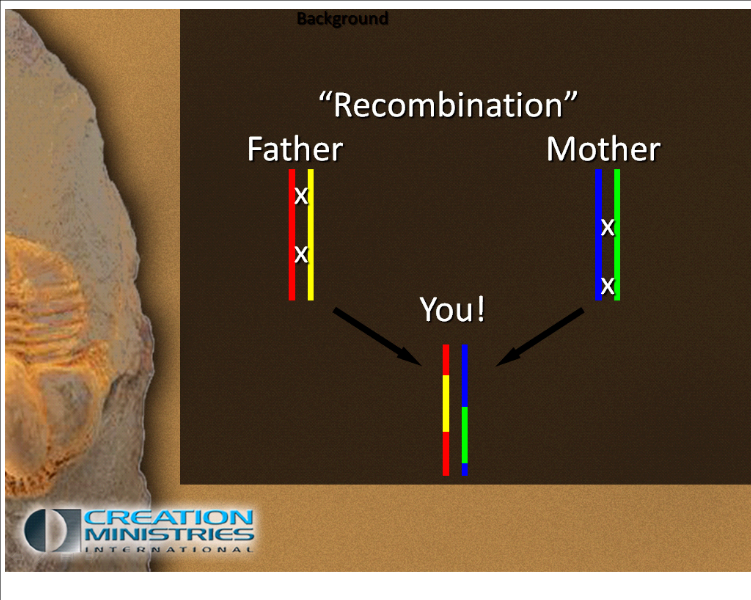 Background
“Recombination”
Father
Mother
x
x
x
x
You!
CREATION
MINISTRIES
INTERNATIONAL